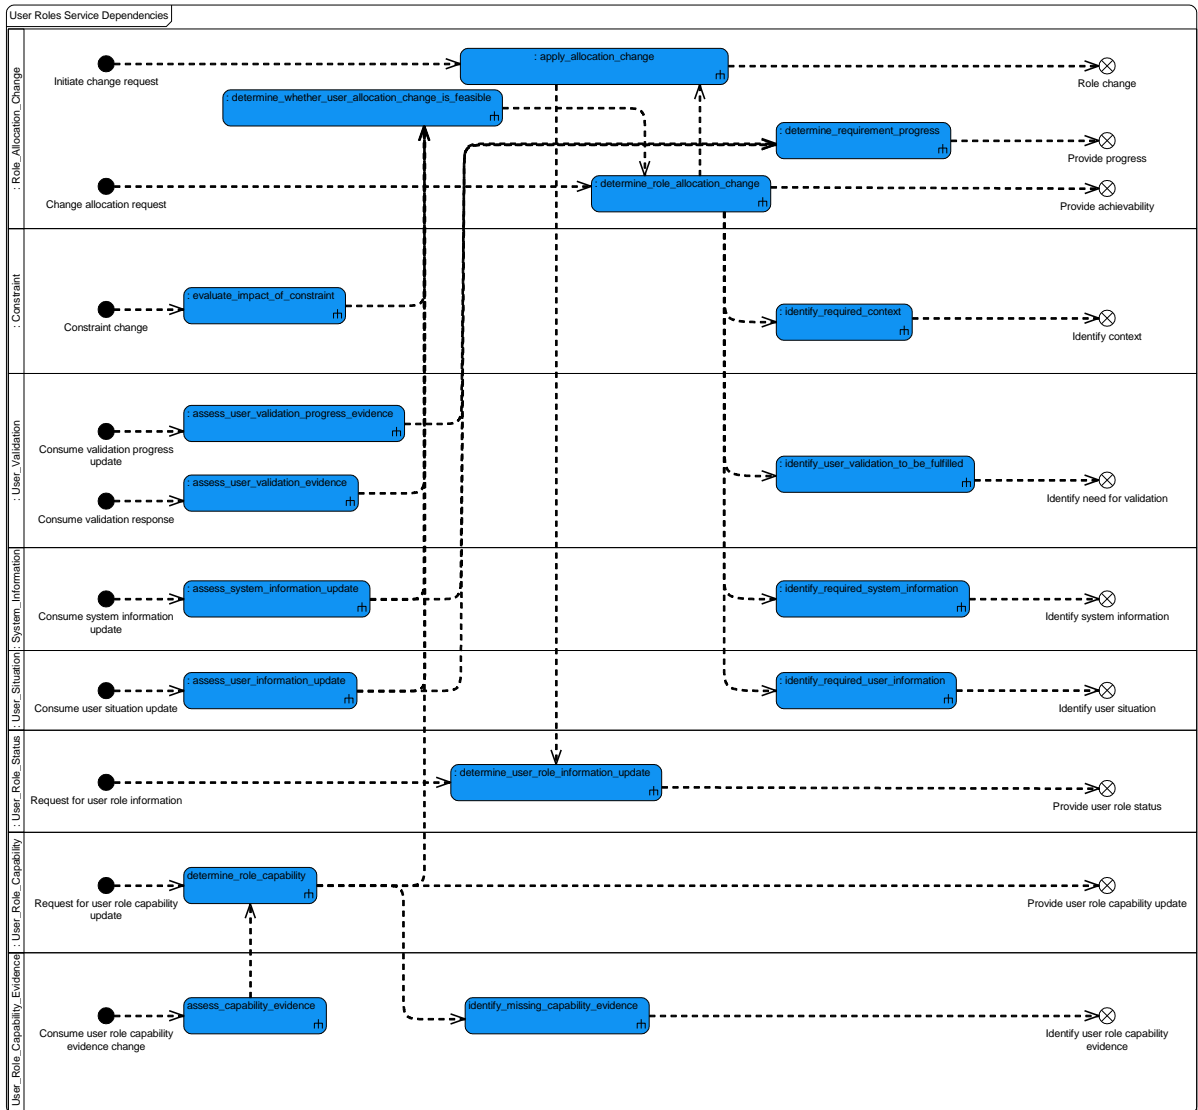 User Roles Service Dependencies
: Role_Allocation_Change
Initiate change request
: apply_allocation_change
Role change
: determine_whether_user_allocation_change_is_feasible
: determine_requirement_progress
Provide progress
Change allocation request
: determine_role_allocation_change
Provide achievability
: Constraint
Constraint change
: evaluate_impact_of_constraint
: identify_required_context
Identify context
: User_Validation
Consume validation progress
update
: assess_user_validation_progress_evidence
Consume validation response
: assess_user_validation_evidence
: identify_user_validation_to_be_fulfilled
Identify need for validation
: System_Information
Consume system information
update
: assess_system_information_update
: identify_required_system_information
Identify system information
: User_Situation
Consume user situation update
: assess_user_information_update
: identify_required_user_information
Identify user situation
: User_Role_Status
Request for user role information
: determine_user_role_information_update
Provide user role status
: User_Role_Capability
Request for user role capability
update
determine_role_capability
Provide user role capability update
: User_Role_Capability_Evidence
Consume user role capability
evidence change
assess_capability_evidence
identify_missing_capability_evidence
Identify user role capability
evidence